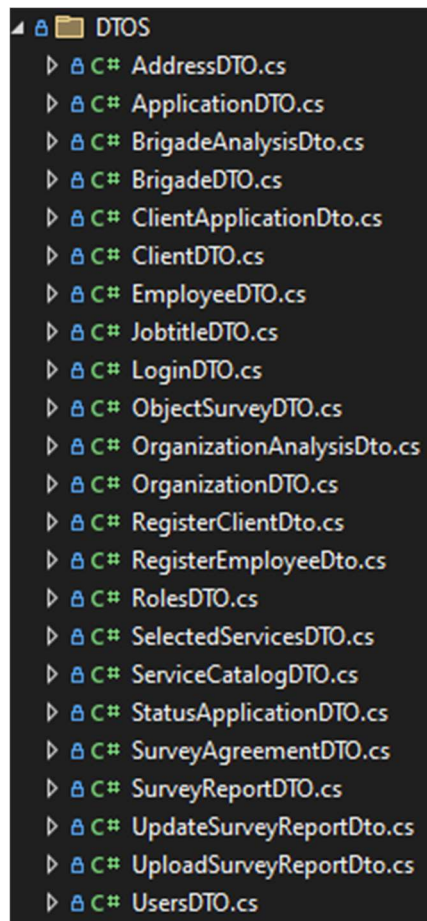 DTOS
C# AddressDTO.cs
C# ApplicationDTO.cs
C# BrigadeAnalysisDto.cs
C# BrigadeDTO.cs
C# ClientApplicationDto.cs
C# ClientDTO.cs
C# EmployeeDTO.cs
C# JobtitleDTO.cs
C# LoginDTO.cs
C# ObjectSurveyDTO.cs
C# OrganizationAnalysisDto.cs
C# OrganizationDTO.cs
C# RegisterClientDto.cs
C# RegisterEmployeeDto.cs
C# RolesDTO.cs
C# SelectedServicesDTO.cs
C# ServiceCatalogDTO.cs
C# StatusApplicationDTO.cs
C# SurveyAgreementDTO.cs
C# SurveyReportDTO.cs
C# UpdateSurveyReportDto.cs
C# UploadSurveyReportDto.cs
C# UsersDTO.cs